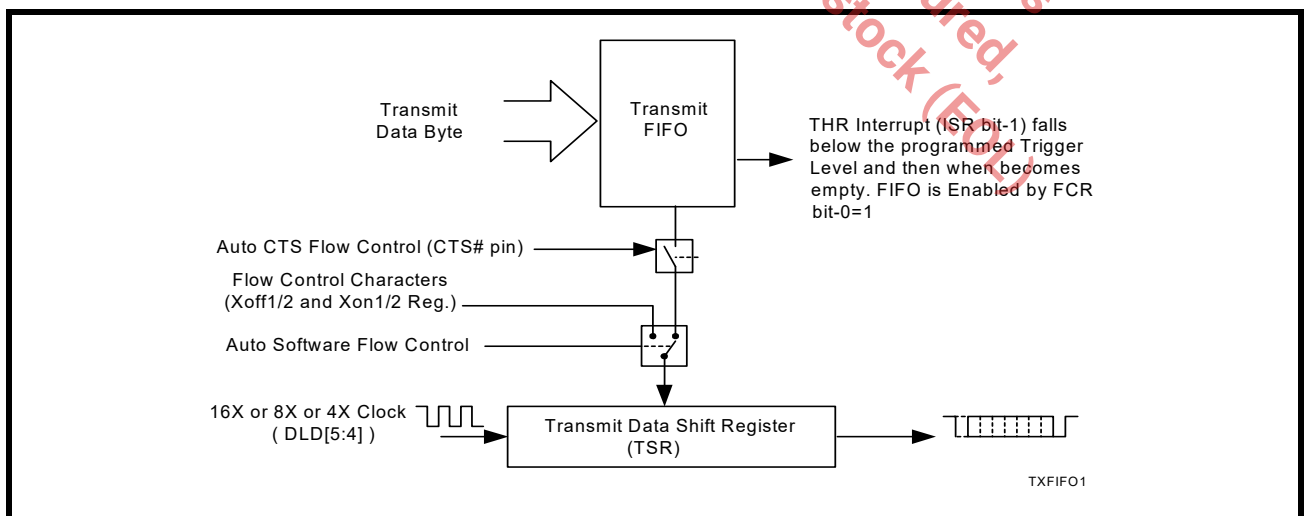 ured,
stock (EOL)
Transmit
Data Byte
Transmit
FIFO
THR Interrupt (ISR bit-1) falls
below the programmed Trigger
Level and then when becomes
empty. FIFO is Enabled by FCR
bit-0=1
Auto CTS Flow Control (CTS# pin)
Flow Control Characters
(Xoff1/2 and Xon1/2 Reg.)
Auto Software Flow Control
16X or 8X or 4X Clock
( DLD[5:4] )
Transmit Data Shift Register
(TSR)
TXFIFO1